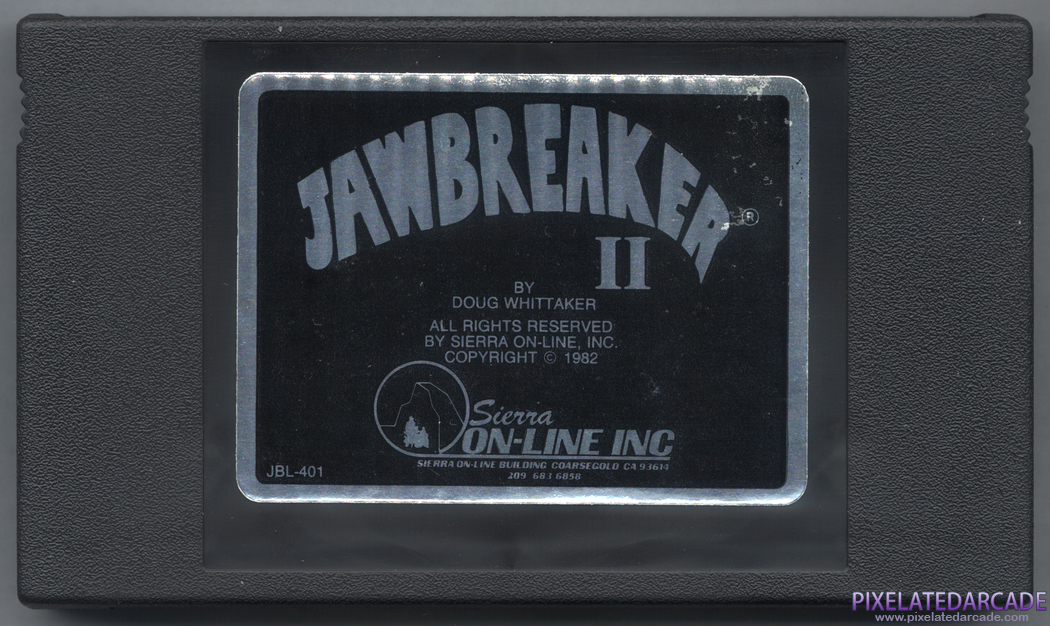 JAWBREAKER®
II
BY
DOUG WHITTAKER
ALL RIGHTS RESERVED
BY SIERRA ON-LINE, INC.
COPYRIGHT © 1982
Sierra
ON-LINE INC
SIERRA ON-LINE BUILDING COARSEGOLD CA 93614
209 683 6858
JBL-401
PIXELATEDARCADE
www.pixelatedarcade.com